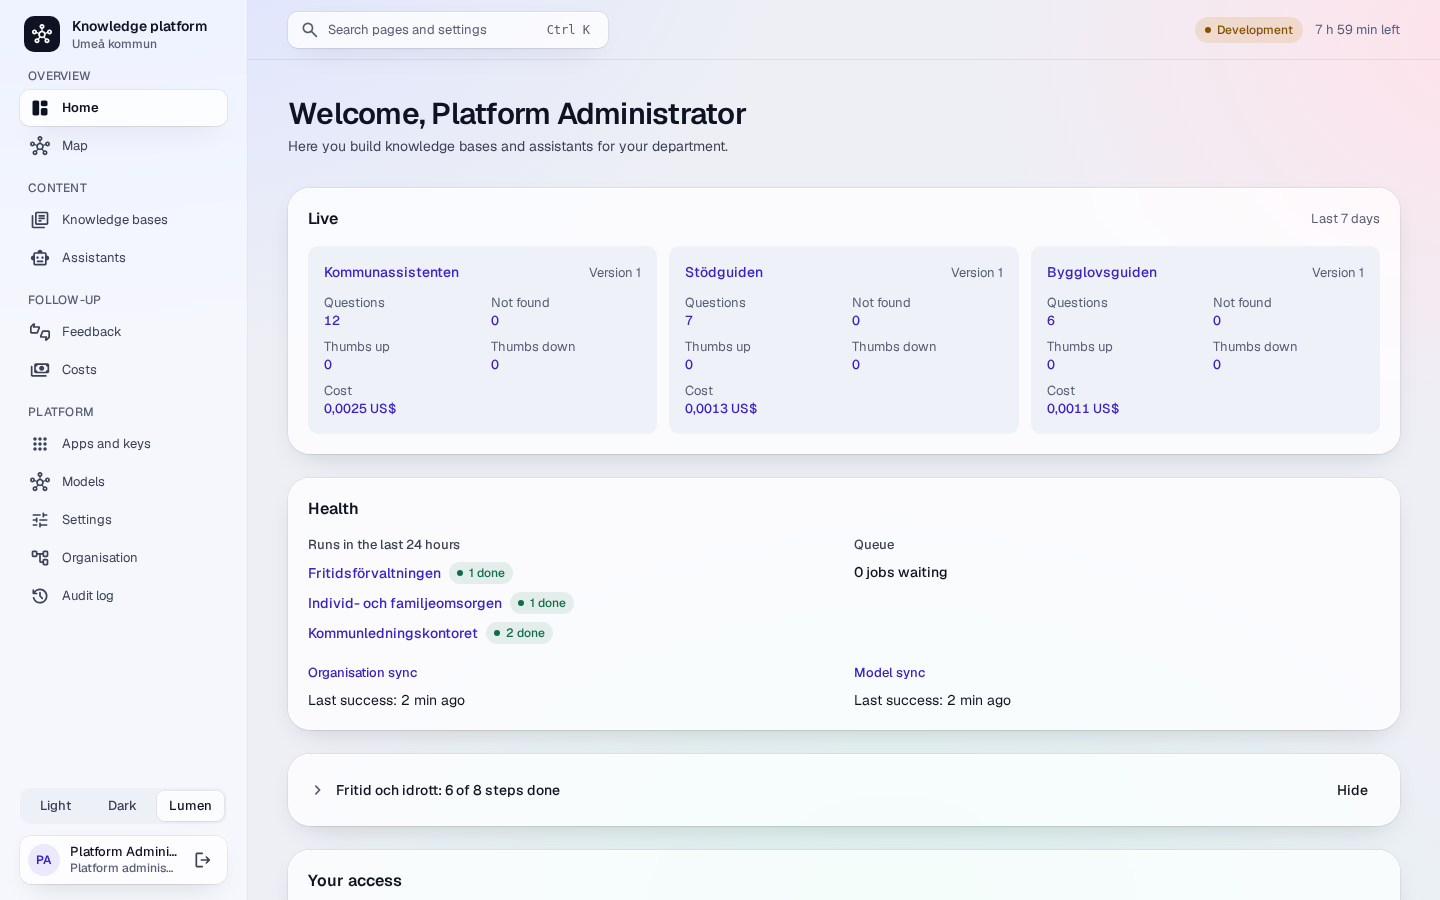 Knowledge platform
Umeå kommun
OVERVIEW
Home
Map
CONTENT
Knowledge bases
Assistants
FOLLOW-UP
Feedback
Costs
PLATFORM
Apps and keys
Models
Settings
Organisation
Audit log
Light Dark Lumen
PA
Platform Admini...
Platform adminis...
Search pages and settings Ctrl K
Development 7 h 59 min left
Welcome, Platform Administrator
Here you build knowledge bases and assistants for your department.
Live Last 7 days
Kommunassistenten Version 1
Questions Not found
12 0
Thumbs up Thumbs down
0 0
Cost
0,0025 US$
Stödguiden Version 1
Questions Not found
7 0
Thumbs up Thumbs down
0 0
Cost
0,0013 US$
Bygglovsguiden Version 1
Questions Not found
6 0
Thumbs up Thumbs down
0 0
Cost
0,0011 US$
Health
Runs in the last 24 hours
Fritidsförvaltningen 1 done
Individ- och familjeomsorgen 1 done
Kommunledningskontoret 2 done
Queue
0 jobs waiting
Organisation sync
Last success: 2 min ago
Model sync
Last success: 2 min ago
Fritid och idrott: 6 of 8 steps done Hide
Your access